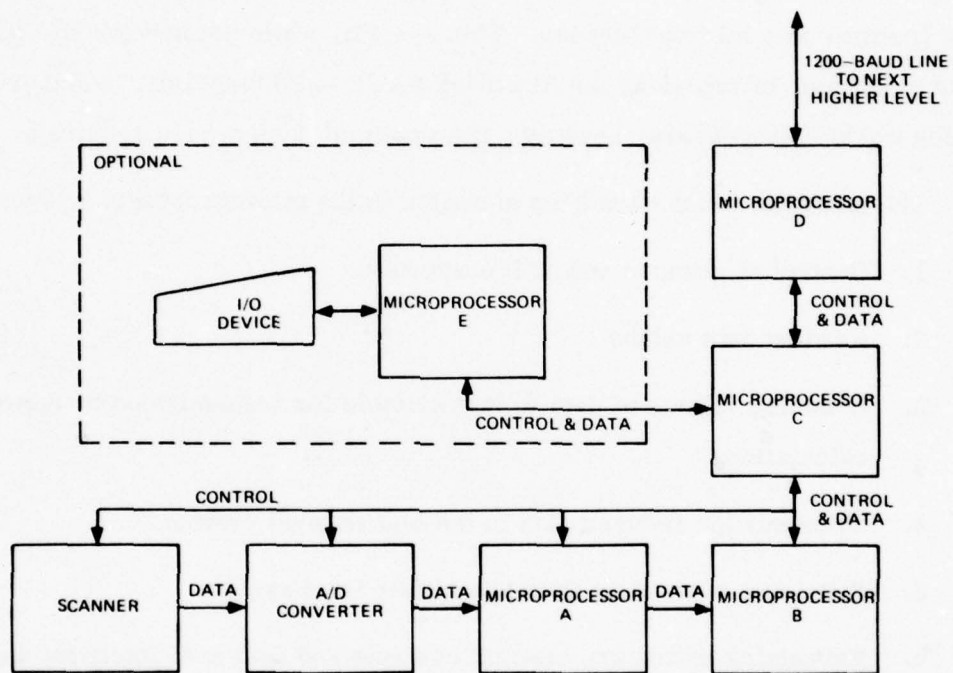 1200-BAUD LINE
TO NEXT
HIGHER LEVEL
OPTIONAL
MICROPROCESSOR
D
I/O
DEVICE
MICROPROCESSOR
E
CONTROL
& DATA
CONTROL & DATA
MICROPROCESSOR
C
CONTROL
CONTROL
& DATA
SCANNER
DATA
A/D
CONVERTER
DATA
MICROPROCESSOR
A
DATA
MICROPROCESSOR
B